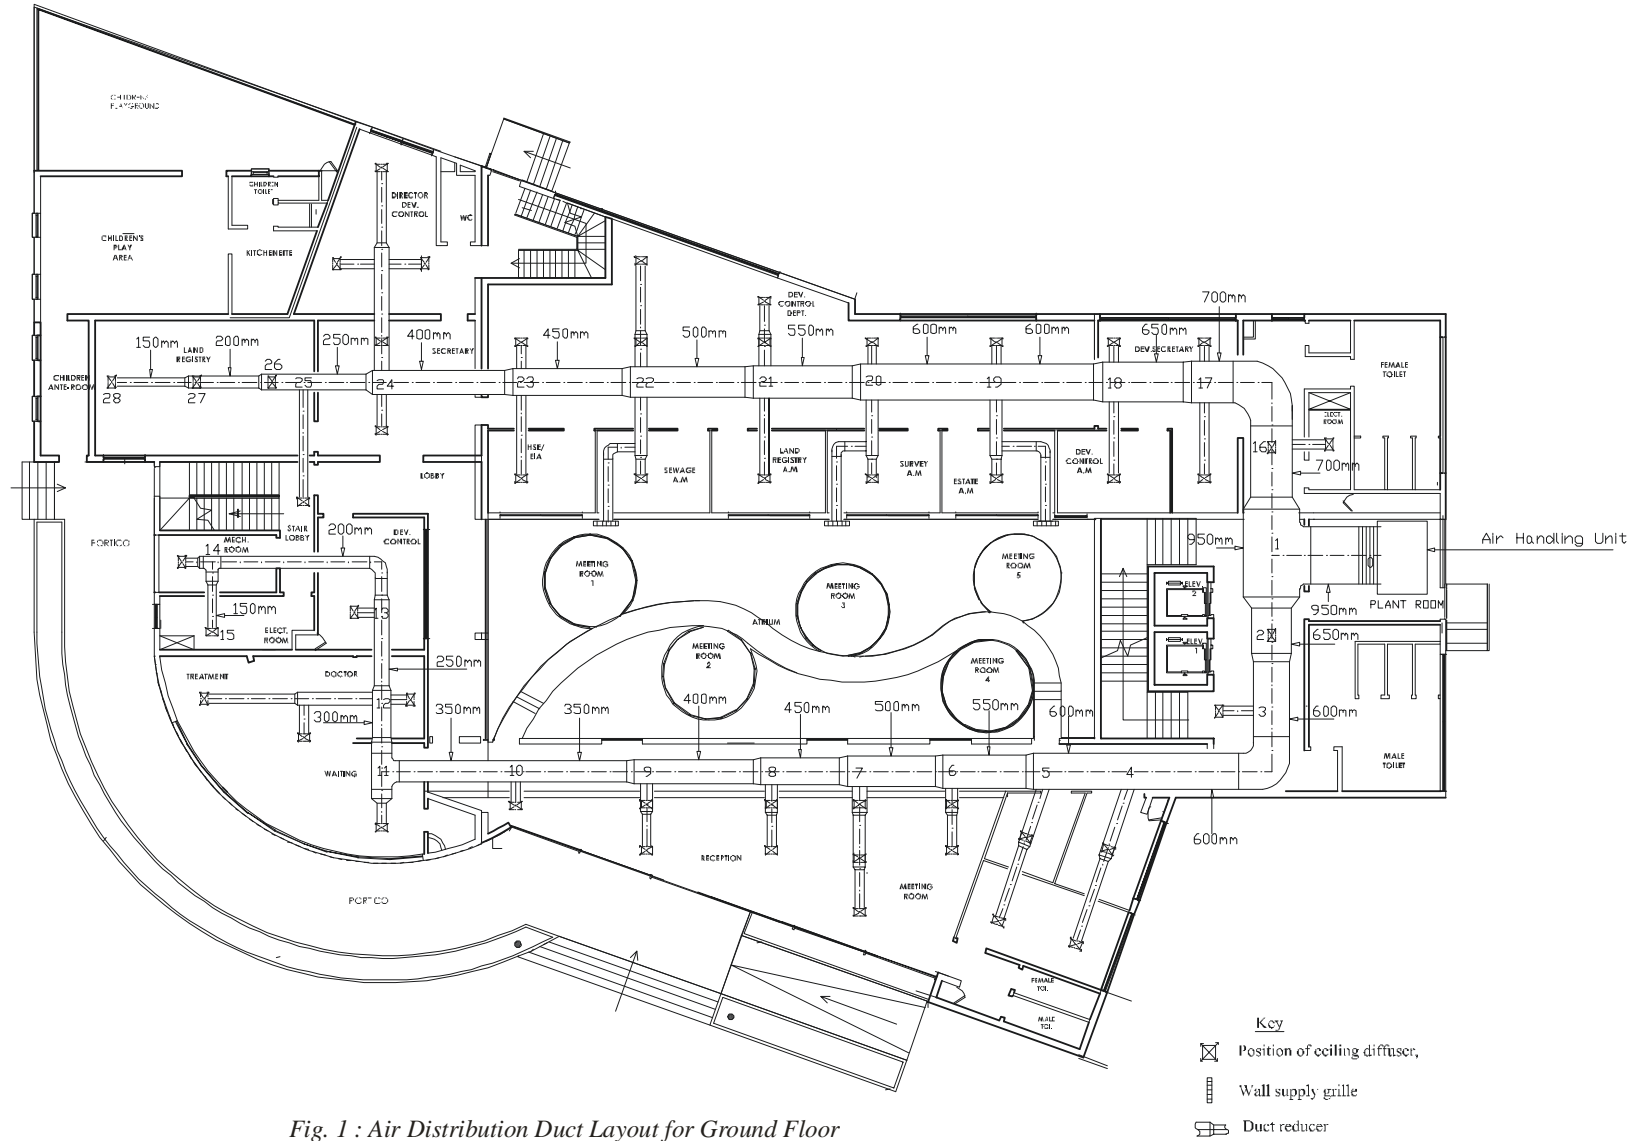 CHILDREN'S
PLAYGROUND
CHILDREN
TOILET
DIRECTOR
DEV.
CONTROL
WC
CHILDREN'S
PLAY
AREA
KITCHENETTE
DEV.
CONTROL
DEPT.
700mm
150mm
200mm
250mm
400mm
450mm
500mm
550mm
600mm
600mm
650mm
LAND
REGISTRY
SECRETARY
DEV.SECRETARY
CHILDREN
ANTE-ROOM
FEMALE
TOILET
28
27
26
25
24
23
22
21
20
19
18
17
ELECT.
ROOM
16
700mm
HSE/
EIA
SEWAGE
A.M
LAND
REGISTRY
A.M
SURVEY
A.M
ESTATE
A.M
DEV.
CONTROL
A.M
LOBBY
PORTICO
STAIR
LOBBY
200mm
DEV.
CONTROL
MECH.
ROOM
14
950mm
1
0
Air Handling Unit
MEETING
ROOM
1
MEETING
ROOM
3
MEETING
ROOM
5
ELEV.
2
950mm
PLANT ROOM
150mm
13
15
ELECT.
ROOM
ATRIUM
2
650mm
ELEV.
1
MEETING
ROOM
2
MEETING
ROOM
4
250mm
TREATMENT
DOCTOR
12
300mm
350mm
350mm
400mm
450mm
500mm
550mm
600mm
3
600mm
MALE
TOILET
WAITING
11
10
9
8
7
6
5
4
600mm
RECEPTION
MEETING
ROOM
PORTICO
FEMALE
TOI.
MALE
TOI.
Key
Position of ceiling diffuser,
Wall supply grille
Duct reducer
Fig. 1 : Air Distribution Duct Layout for Ground Floor